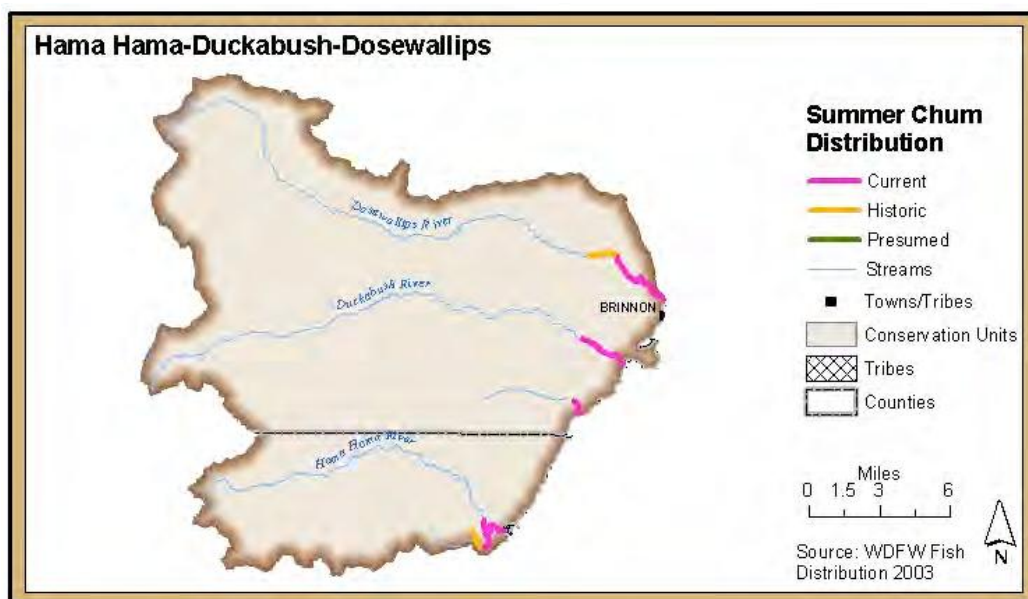 Hama Hama-Duckabush-Dosewallips
Summer Chum
Distribution
Current
Historic
Presumed
Streams
Towns/Tribes
Conservation Units
Tribes
Counties
Dosewallips River
Duckabush River
BRINNON
Hama Hama River
Miles
0 1.5 3 6
Source: WDFW Fish
Distribution 2003
N